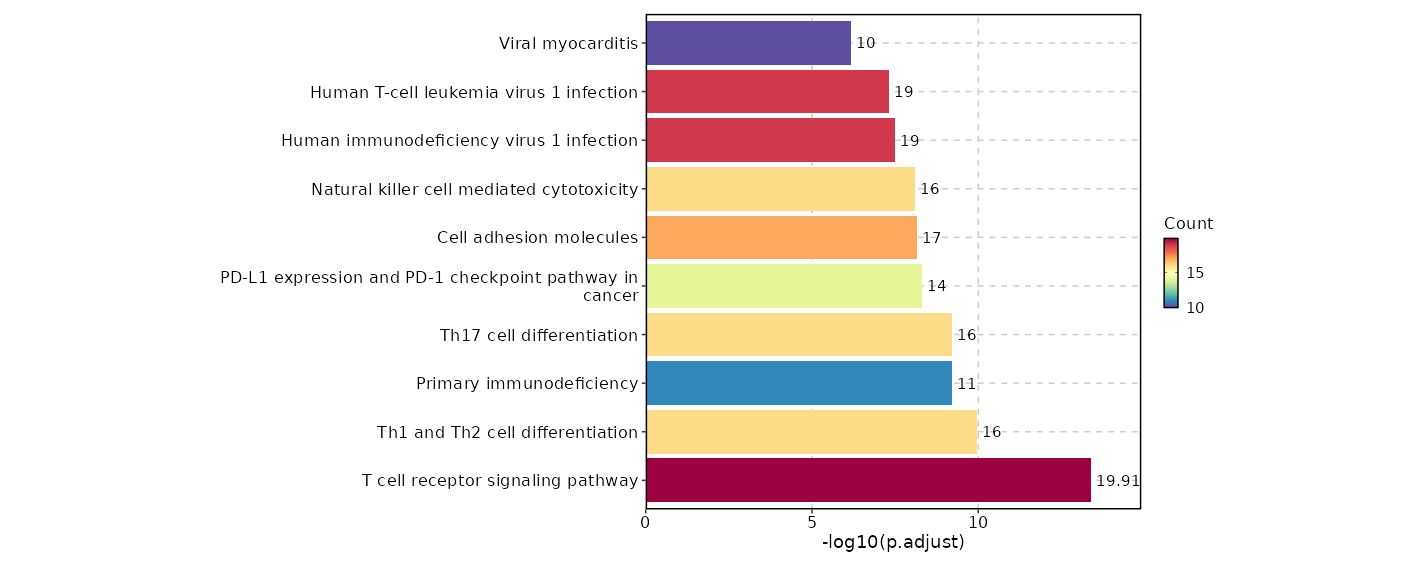 Viral myocarditis
10
Human T-cell leukemia virus 1 infection
19
Human immunodeficiency virus 1 infection
19
Natural killer cell mediated cytotoxicity
16
Cell adhesion molecules
17
PD-L1 expression and PD-1 checkpoint pathway in
cancer
14
Th17 cell differentiation
16
Primary immunodeficiency
11
Th1 and Th2 cell differentiation
16
T cell receptor signaling pathway
19.91
0
5
10
-log10(p.adjust)
Count
15
10